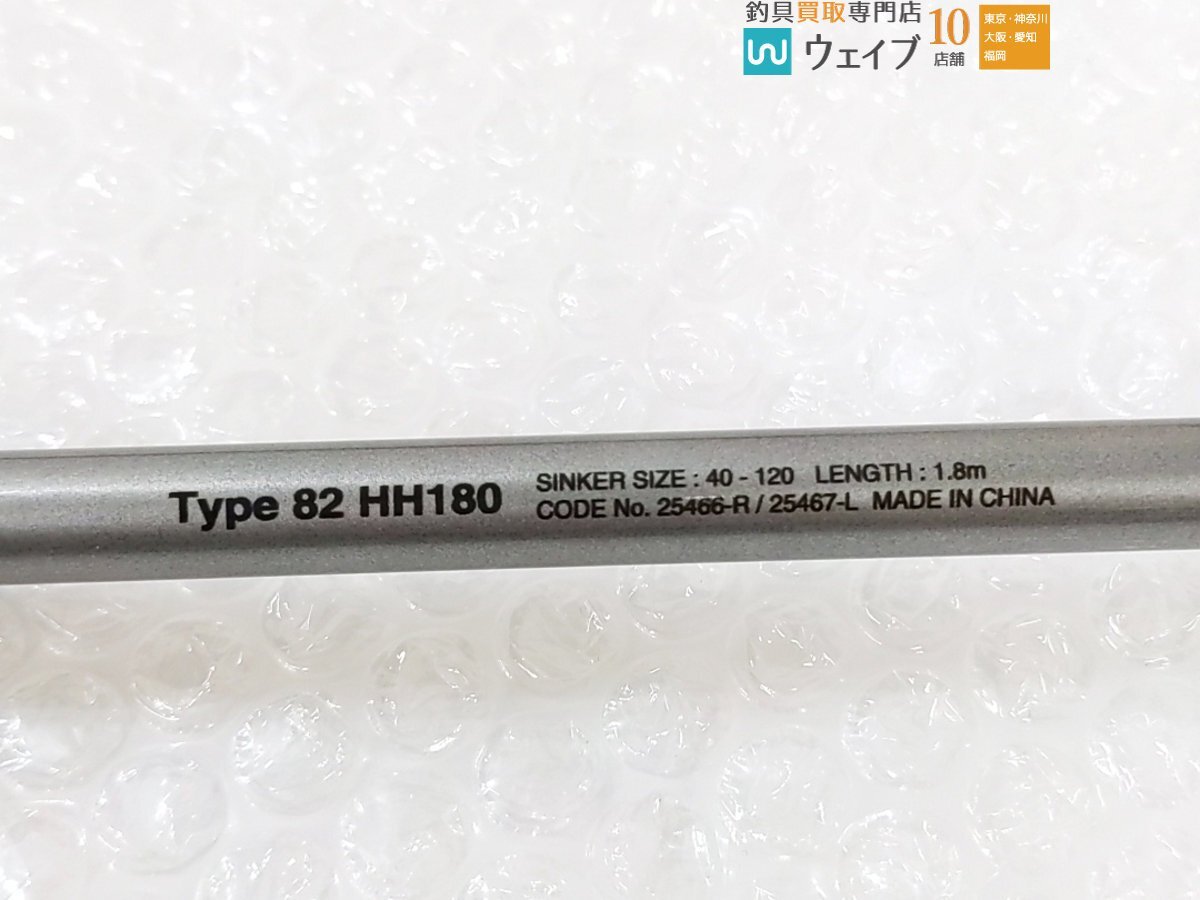 釣具買取専門店
ウェイブ
10
店舗
東京・神奈川
大阪・愛知
福岡
Type 82 HH180
SINKER SIZE : 40 - 120 LENGTH : 1.8m
CODE No. 25466-R / 25467-L MADE IN CHINA